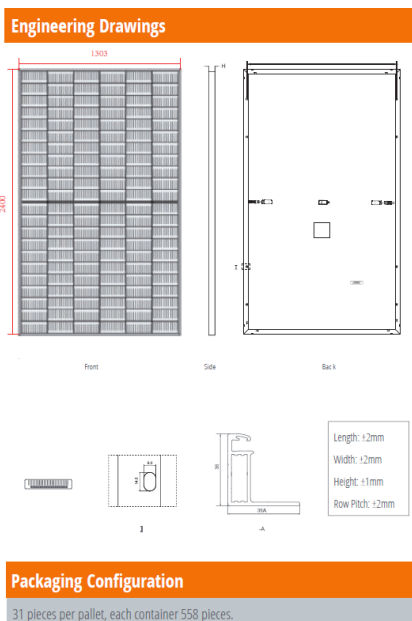 Engineering Drawings
1303
H
2400
I
Front
Side
Back
Length: ±2mm
Width: ±2mm
Height: ±1mm
Row Pitch: ±2mm
I
-A
Packaging Configuration
31 pieces per pallet, each container 558 pieces.